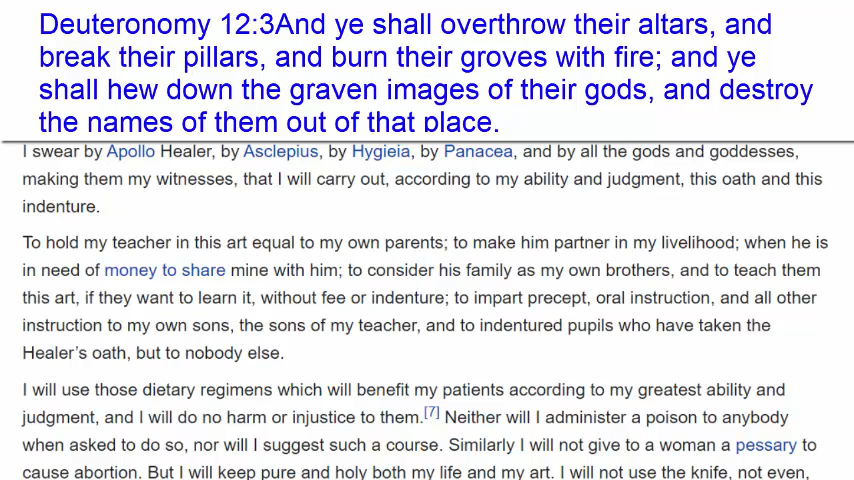 Deuteronomy 12:3And ye shall overthrow their altars, and
break their pillars, and burn their groves with fire; and ye
shall hew down the graven images of their gods, and destroy
the names of them out of that place.
I swear by Apollo Healer, by Asclepius, by Hygieia, by Panacea, and by all the gods and goddesses,
making them my witnesses, that I will carry out, according to my ability and judgment, this oath and this
indenture.
To hold my teacher in this art equal to my own parents; to make him partner in my livelihood; when he is
in need of money to share mine with him; to consider his family as my own brothers, and to teach them
this art, if they want to learn it, without fee or indenture; to impart precept, oral instruction, and all other
instruction to my own sons, the sons of my teacher, and to indentured pupils who have taken the
Healer’s oath, but to nobody else.
I will use those dietary regimens which will benefit my patients according to my greatest ability and
judgment, and I will do no harm or injustice to them.[7] Neither will I administer a poison to anybody
when asked to do so, nor will I suggest such a course. Similarly I will not give to a woman a pessary to
cause abortion. But I will keep pure and holy both my life and my art. I will not use the knife, not even,